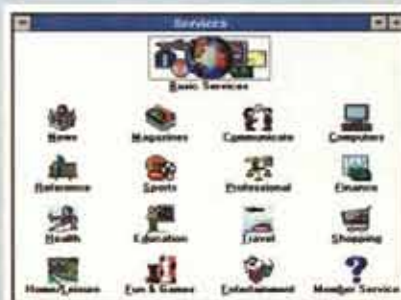 Services
Basic Services
News Magazines Communicate Computers
Reference Sports Professional Finance
Health Education Travel Shopping
Home/Leisure Fun & Games Entertainment Member Service